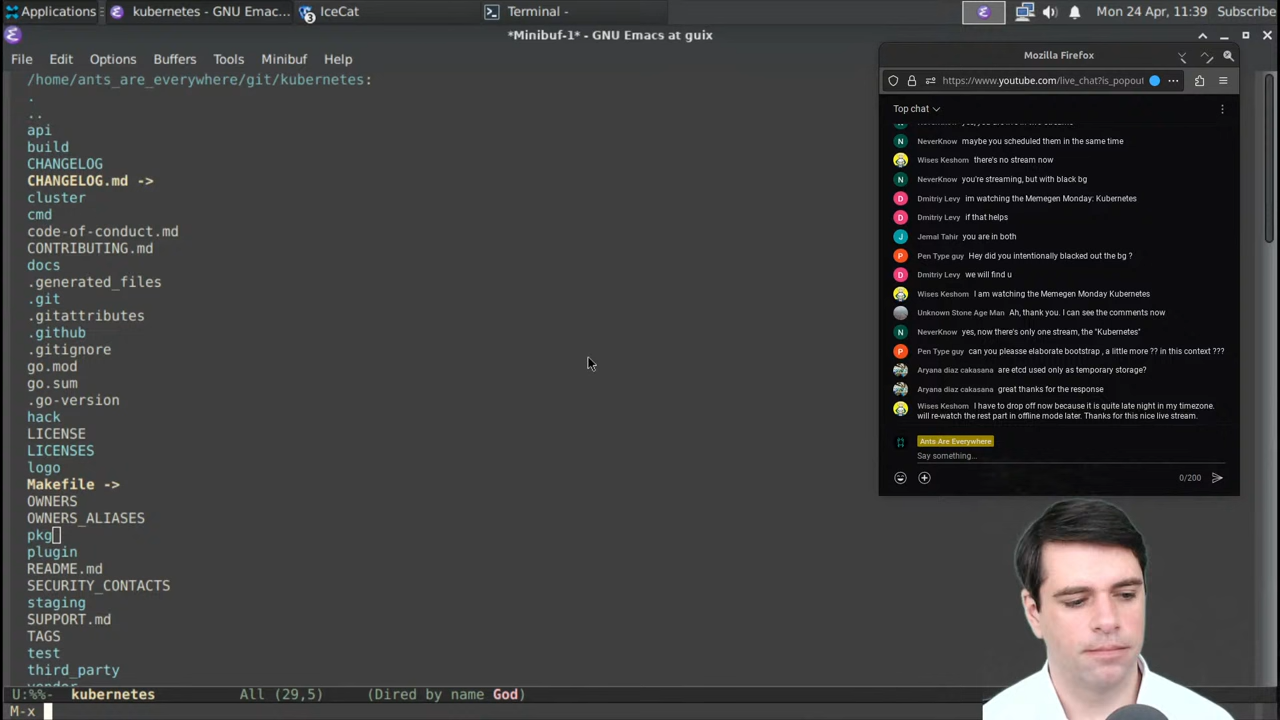 Applications
kubernetes - GNU Emac...
IceCat
3
Terminal -
Mon 24 Apr, 11:39
Subscribe
*Minibuf-1* - GNU Emacs at guix
File Edit Options Buffers Tools Minibuf Help
/home/ants_are_everywhere/git/kubernetes:
.
..
api
build
CHANGELOG
CHANGELOG.md ->
cluster
cmd
code-of-conduct.md
CONTRIBUTING.md
docs
.generated_files
.git
.gitattributes
.github
.gitignore
go.mod
go.sum
.go-version
hack
LICENSE
LICENSES
logo
Makefile ->
OWNERS
OWNERS_ALIASES
pkg
plugin
README.md
SECURITY_CONTACTS
staging
SUPPORT.md
TAGS
test
third_party
U:%%- kubernetes All (29,5) (Dired by name God)
M-x
Mozilla Firefox
https://www.youtube.com/live_chat?is_popout
Top chat
N NeverKnow maybe you scheduled them in the same time
Wises Keshom there's no stream now
N NeverKnow you're streaming, but with black bg
D Dmitriy Levy im watching the Memegen Monday: Kubernetes
D Dmitriy Levy if that helps
J Jemal Tahir you are in both
P Pen Type guy Hey did you intentionally blacked out the bg ?
D Dmitriy Levy we will find u
Wises Keshom I am watching the Memegen Monday Kubernetes
Unknown Stone Age Man Ah, thank you. I can see the comments now
N NeverKnow yes, now there's only one stream, the "Kubernetes"
P Pen Type guy can you pleasse elaborate bootstrap , a little more ?? in this context ???
Aryana diaz cakasana are etcd used only as temporary storage?
Aryana diaz cakasana great thanks for the response
Wises Keshom I have to drop off now because it is quite late night in my timezone.
will re-watch the rest part in offline mode later. Thanks for this nice live stream.
Ants Are Everywhere
Say something...
0/200